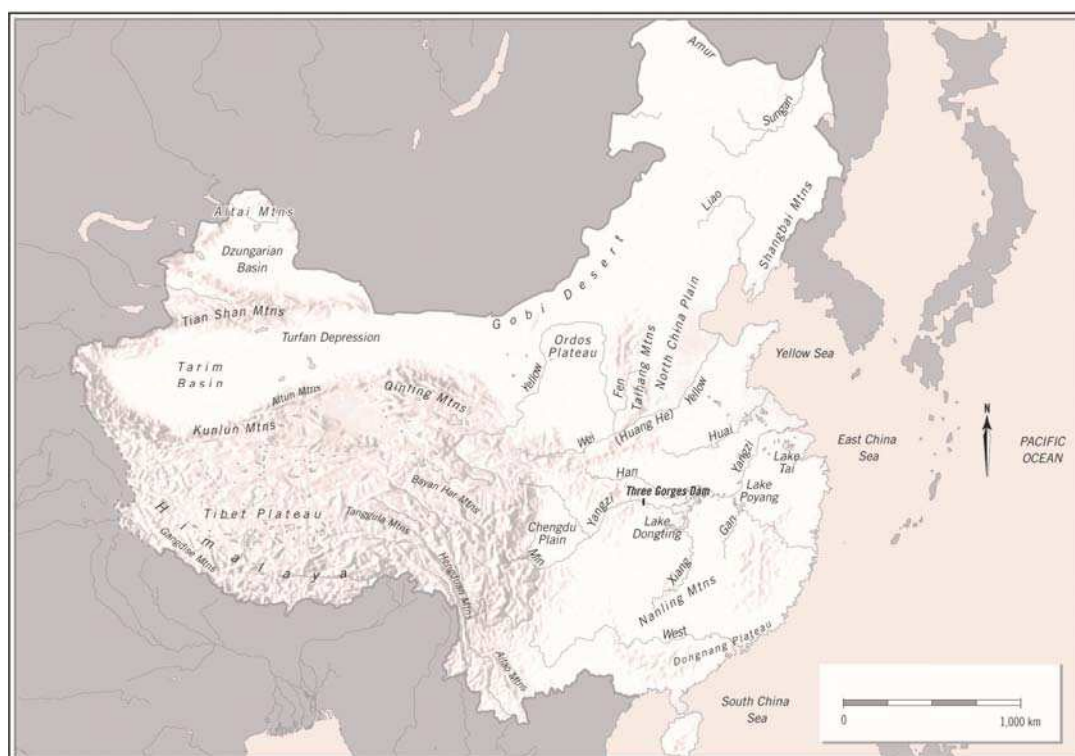 Amur
Sungari
Liao
Shangbai Mtns
Altai Mtns
Dzungarian
Basin
Gobi Desert
Tian Shan Mtns
Turfan Depression
Ordos
Plateau
Taihang Mtns
North China Plain
Yellow Sea
Tarim
Basin
Altun Mtns
Qinling Mtns
Yellow
Fen
Yellow
(Huang He)
Kunlun Mtns
Wei
Huai
East China
Sea
N
PACIFIC
OCEAN
Yangzi
Lake
Tai
Han
Three Gorges Dam
Lake
Poyang
Bayan Har Mtns
Yangzi
Tibet Plateau
Tanggula Mtns
Chengdu
Plain
Lake
Dongting
Gan
Himalaya
Gangdise Mtns
Min
Xiang
Hengduan Mtns
Nanling Mtns
West
Dongnang Plateau
Ailao Mtns
South China
Sea
0
1,000 km